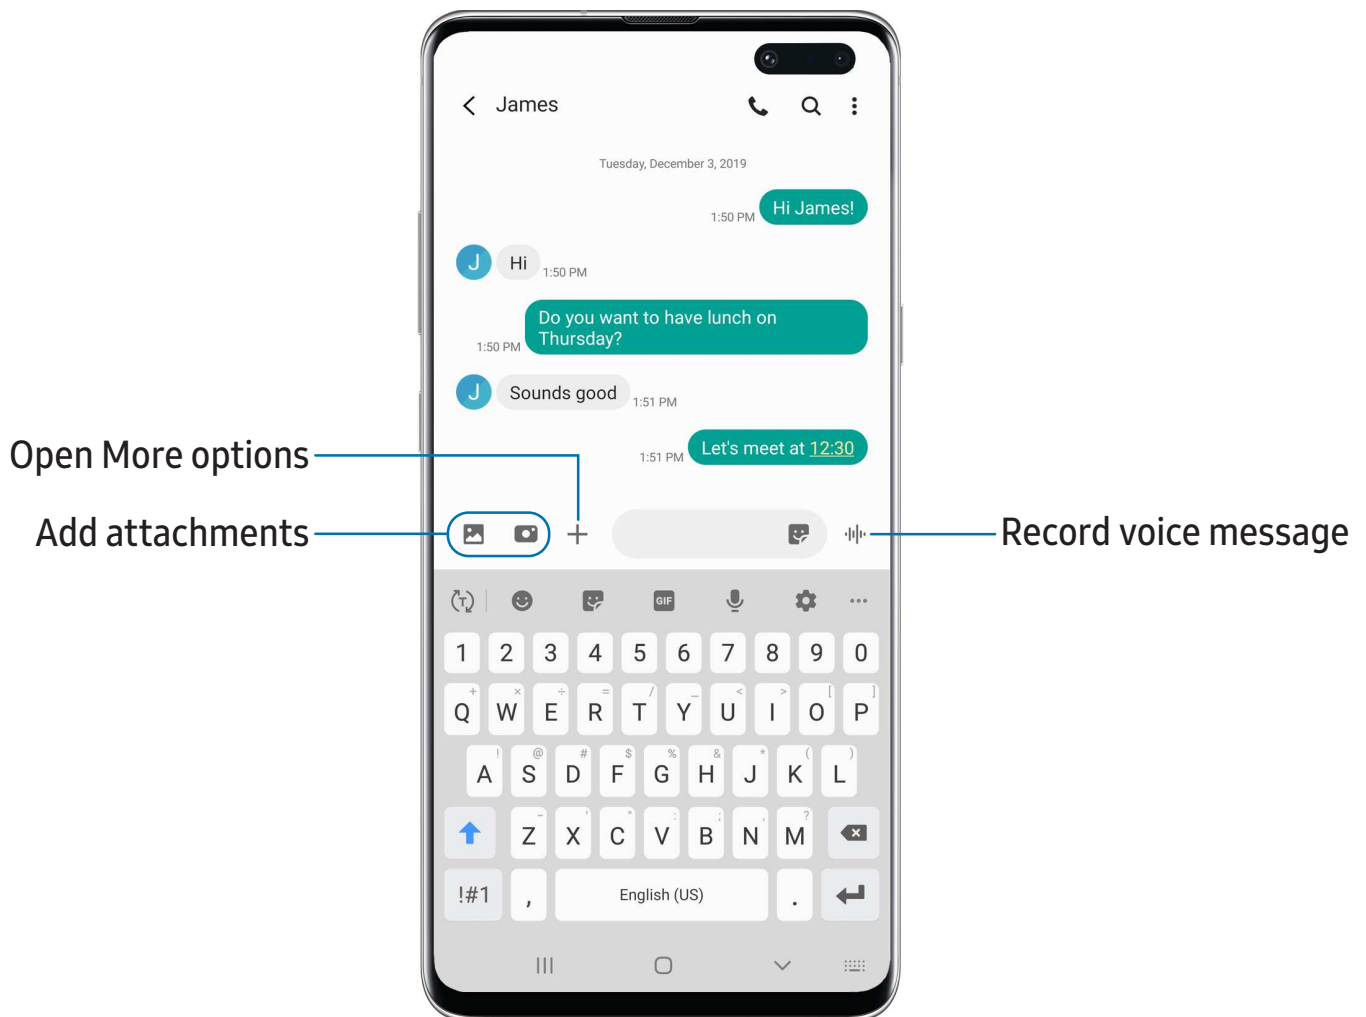 James
Tuesday, December 3, 2019
1:50 PM Hi James!
J Hi 1:50 PM
Do you want to have lunch on
1:50 PM Thursday?
J Sounds good 1:51 PM
1:51 PM Let's meet at 12:30
Open More options
Add attachments
Record voice message
T GIF
1 2 3 4 5 6 7 8 9 0
+ × ÷ = / _ < > [ ]
Q W E R T Y U I O P
! @ # $ % & * ( )
A S D F G H J K L
- ' " : ; , ?
Z X C V B N M
!#1 , English (US) .